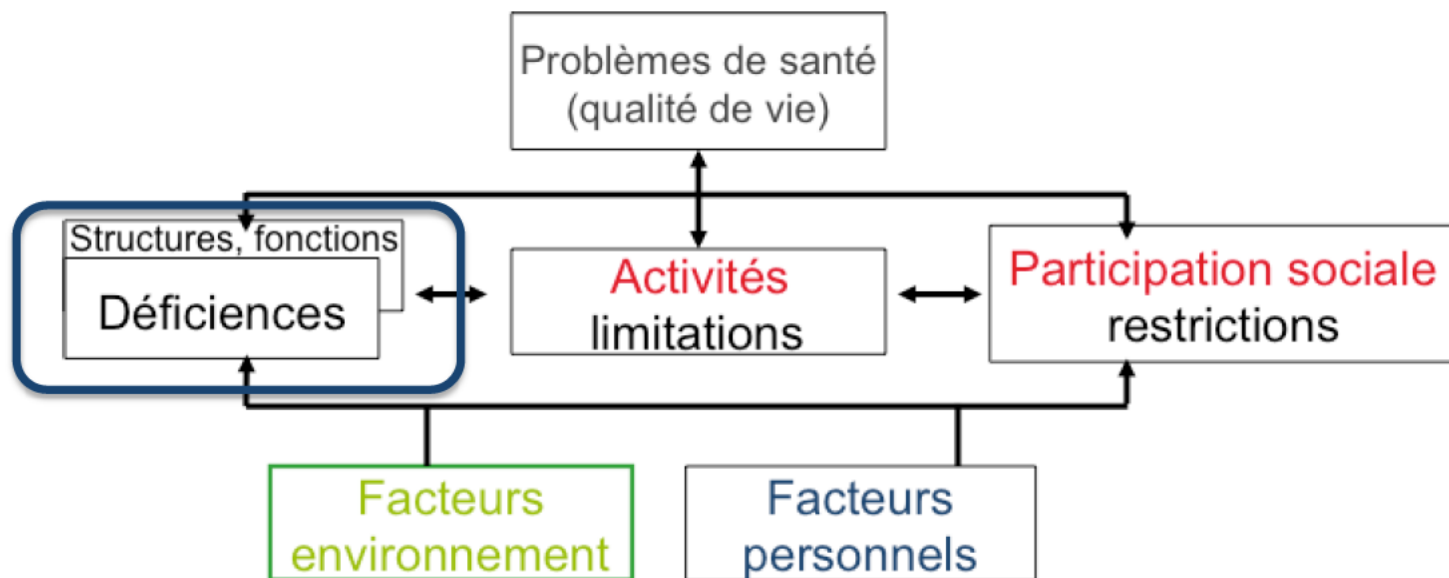 Problèmes de santé
(qualité de vie)
Structures, fonctions
Déficiences
Activités
limitations
Participation sociale
restrictions
Facteurs
environnement
Facteurs
personnels